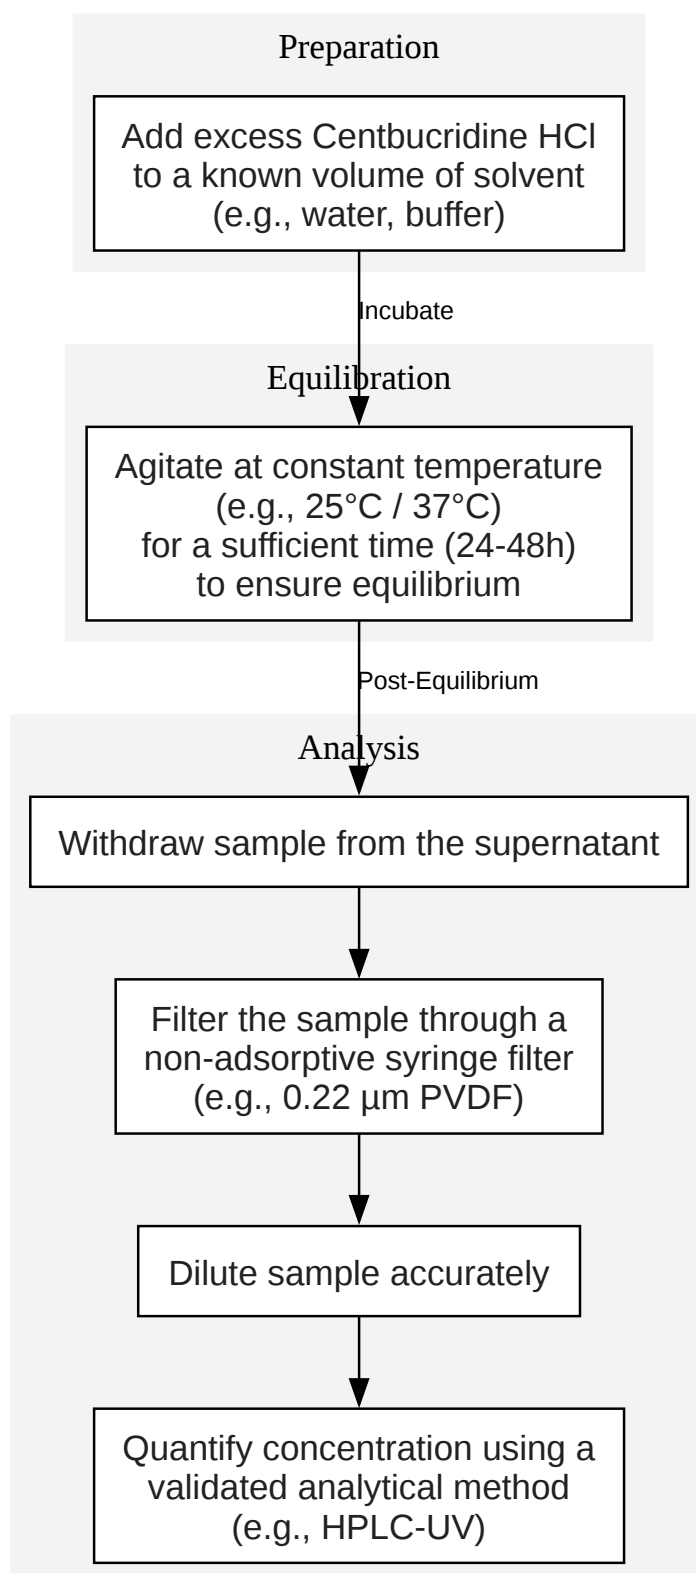 Preparation
Add excess Centbucridine HCl
to a known volume of solvent
(e.g., water, buffer)
Incubate
Equilibration
Agitate at constant temperature
(e.g., 25°C / 37°C)
for a sufficient time (24-48h)
to ensure equilibrium
Post-Equilibrium
Analysis
Withdraw sample from the supernatant
Filter the sample through a
non-adsorptive syringe filter
(e.g., 0.22 µm PVDF)
Dilute sample accurately
Quantify concentration using a
validated analytical method
(e.g., HPLC-UV)